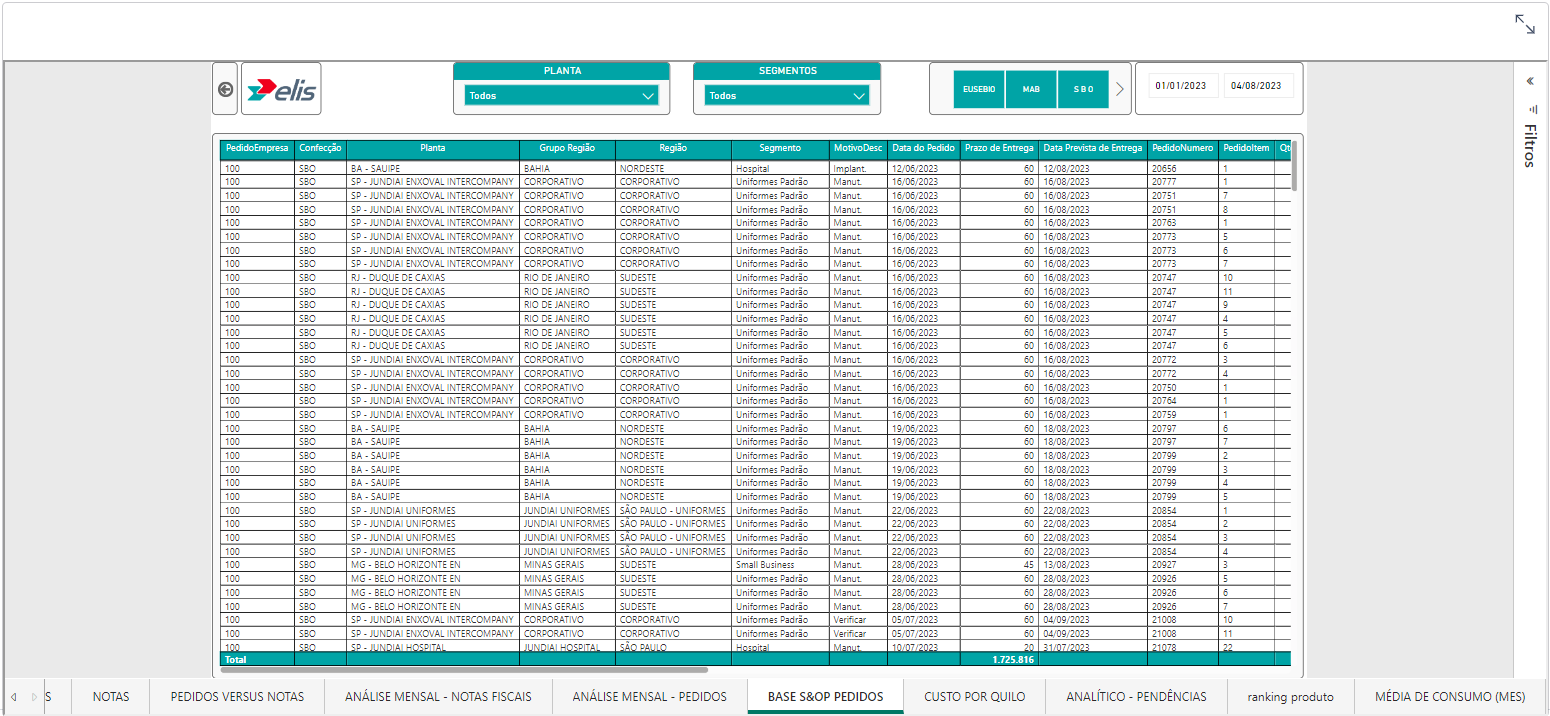 elis
PLANTA
Todos
SEGMENTOS
Todos
EUSEBIO MAB S B O
01/01/2023 04/08/2023
«
Filtros
PedidoEmpresa Confecção Planta Grupo Região Região Segmento MotivoDesc Data do Pedido Prazo de Entrega Data Prevista de Entrega PedidoNumero PedidoItem Qt
100 SBO BA - SAUIPE BAHIA NORDESTE Hospital Implant. 12/06/2023 60 12/08/2023 20656 1
100 SBO SP - JUNDIAI ENXOVAL INTERCOMPANY CORPORATIVO CORPORATIVO Uniformes Padrão Manut. 16/06/2023 60 16/08/2023 20777 1
100 SBO SP - JUNDIAI ENXOVAL INTERCOMPANY CORPORATIVO CORPORATIVO Uniformes Padrão Manut. 16/06/2023 60 16/08/2023 20751 7
100 SBO SP - JUNDIAI ENXOVAL INTERCOMPANY CORPORATIVO CORPORATIVO Uniformes Padrão Manut. 16/06/2023 60 16/08/2023 20751 8
100 SBO SP - JUNDIAI ENXOVAL INTERCOMPANY CORPORATIVO CORPORATIVO Uniformes Padrão Manut. 16/06/2023 60 16/08/2023 20763 1
100 SBO SP - JUNDIAI ENXOVAL INTERCOMPANY CORPORATIVO CORPORATIVO Uniformes Padrão Manut. 16/06/2023 60 16/08/2023 20773 5
100 SBO SP - JUNDIAI ENXOVAL INTERCOMPANY CORPORATIVO CORPORATIVO Uniformes Padrão Manut. 16/06/2023 60 16/08/2023 20773 6
100 SBO SP - JUNDIAI ENXOVAL INTERCOMPANY CORPORATIVO CORPORATIVO Uniformes Padrão Manut. 16/06/2023 60 16/08/2023 20773 7
100 SBO RJ - DUQUE DE CAXIAS RIO DE JANEIRO SUDESTE Uniformes Padrão Manut. 16/06/2023 60 16/08/2023 20747 10
100 SBO RJ - DUQUE DE CAXIAS RIO DE JANEIRO SUDESTE Uniformes Padrão Manut. 16/06/2023 60 16/08/2023 20747 11
100 SBO RJ - DUQUE DE CAXIAS RIO DE JANEIRO SUDESTE Uniformes Padrão Manut. 16/06/2023 60 16/08/2023 20747 9
100 SBO RJ - DUQUE DE CAXIAS RIO DE JANEIRO SUDESTE Uniformes Padrão Manut. 16/06/2023 60 16/08/2023 20747 4
100 SBO RJ - DUQUE DE CAXIAS RIO DE JANEIRO SUDESTE Uniformes Padrão Manut. 16/06/2023 60 16/08/2023 20747 5
100 SBO RJ - DUQUE DE CAXIAS RIO DE JANEIRO SUDESTE Uniformes Padrão Manut. 16/06/2023 60 16/08/2023 20747 6
100 SBO SP - JUNDIAI ENXOVAL INTERCOMPANY CORPORATIVO CORPORATIVO Uniformes Padrão Manut. 16/06/2023 60 16/08/2023 20772 3
100 SBO SP - JUNDIAI ENXOVAL INTERCOMPANY CORPORATIVO CORPORATIVO Uniformes Padrão Manut. 16/06/2023 60 16/08/2023 20772 4
100 SBO SP - JUNDIAI ENXOVAL INTERCOMPANY CORPORATIVO CORPORATIVO Uniformes Padrão Manut. 16/06/2023 60 16/08/2023 20750 1
100 SBO SP - JUNDIAI ENXOVAL INTERCOMPANY CORPORATIVO CORPORATIVO Uniformes Padrão Manut. 16/06/2023 60 16/08/2023 20764 1
100 SBO SP - JUNDIAI ENXOVAL INTERCOMPANY CORPORATIVO CORPORATIVO Uniformes Padrão Manut. 16/06/2023 60 16/08/2023 20759 1
100 SBO BA - SAUIPE BAHIA NORDESTE Uniformes Padrão Manut. 19/06/2023 60 18/08/2023 20797 6
100 SBO BA - SAUIPE BAHIA NORDESTE Uniformes Padrão Manut. 19/06/2023 60 18/08/2023 20797 7
100 SBO BA - SAUIPE BAHIA NORDESTE Uniformes Padrão Manut. 19/06/2023 60 18/08/2023 20799 2
100 SBO BA - SAUIPE BAHIA NORDESTE Uniformes Padrão Manut. 19/06/2023 60 18/08/2023 20799 3
100 SBO BA - SAUIPE BAHIA NORDESTE Uniformes Padrão Manut. 19/06/2023 60 18/08/2023 20799 4
100 SBO BA - SAUIPE BAHIA NORDESTE Uniformes Padrão Manut. 19/06/2023 60 18/08/2023 20799 5
100 SBO SP - JUNDIAI UNIFORMES JUNDIAI UNIFORMES SÃO PAULO - UNIFORMES Uniformes Padrão Manut. 22/06/2023 60 22/08/2023 20854 1
100 SBO SP - JUNDIAI UNIFORMES JUNDIAI UNIFORMES SÃO PAULO - UNIFORMES Uniformes Padrão Manut. 22/06/2023 60 22/08/2023 20854 2
100 SBO SP - JUNDIAI UNIFORMES JUNDIAI UNIFORMES SÃO PAULO - UNIFORMES Uniformes Padrão Manut. 22/06/2023 60 22/08/2023 20854 3
100 SBO SP - JUNDIAI UNIFORMES JUNDIAI UNIFORMES SÃO PAULO - UNIFORMES Uniformes Padrão Manut. 22/06/2023 60 22/08/2023 20854 4
100 SBO MG - BELO HORIZONTE EN MINAS GERAIS SUDESTE Small Business Manut. 28/06/2023 45 13/08/2023 20927 3
100 SBO MG - BELO HORIZONTE EN MINAS GERAIS SUDESTE Uniformes Padrão Manut. 28/06/2023 60 28/08/2023 20926 5
100 SBO MG - BELO HORIZONTE EN MINAS GERAIS SUDESTE Uniformes Padrão Manut. 28/06/2023 60 28/08/2023 20926 6
100 SBO MG - BELO HORIZONTE EN MINAS GERAIS SUDESTE Uniformes Padrão Manut. 28/06/2023 60 28/08/2023 20926 7
100 SBO SP - JUNDIAI ENXOVAL INTERCOMPANY CORPORATIVO CORPORATIVO Uniformes Padrão Verificar 05/07/2023 60 04/09/2023 21008 10
100 SBO SP - JUNDIAI ENXOVAL INTERCOMPANY CORPORATIVO CORPORATIVO Uniformes Padrão Verificar 05/07/2023 60 04/09/2023 21008 11
100 SBO SP - JUNDIAI HOSPITAL JUNDIAI HOSPITAL SÃO PAULO Hospital Manut. 10/07/2023 20 31/07/2023 21078 22
Total 1.725.816
S NOTAS PEDIDOS VERSUS NOTAS ANÁLISE MENSAL - NOTAS FISCAIS ANÁLISE MENSAL - PEDIDOS BASE S&OP PEDIDOS CUSTO POR QUILO ANALÍTICO - PENDÊNCIAS ranking produto MÉDIA DE CONSUMO (MES)